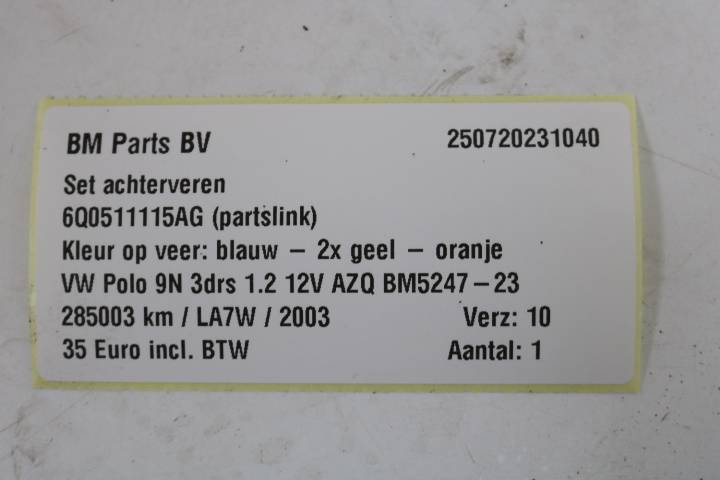 BM Parts BV 250720231040
Set achterveren
6Q0511115AG (partslink)
Kleur op veer: blauw – 2x geel – oranje
VW Polo 9N 3drs 1.2 12V AZQ BM5247–23
285003 km / LA7W / 2003 Verz: 10
35 Euro incl. BTW Aantal: 1